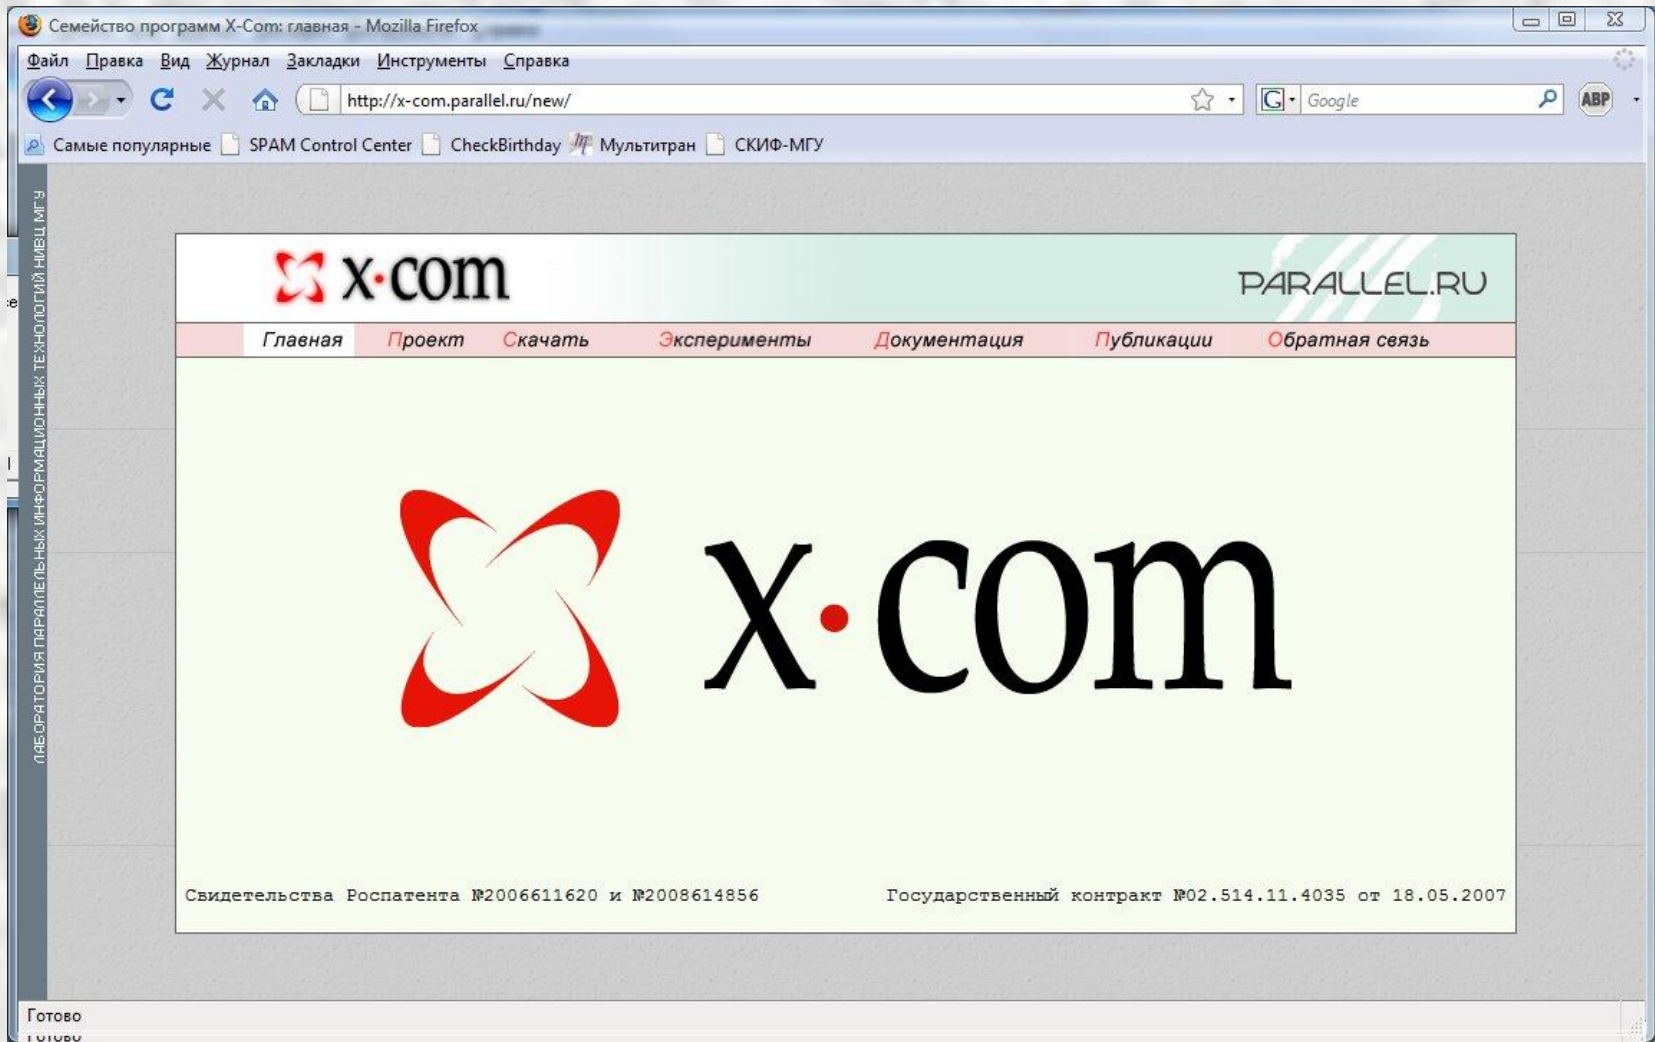 Семейство программ X-Com: главная - Mozilla Firefox
Файл Правка Вид Журнал Закладки Инструменты Справка
http://x-com.parallel.ru/new/
G Google
ABP
Самые популярные SPAM Control Center CheckBirthday Мультитран СКИФ-МГУ
ЛАБОРАТОРИЯ ПАРАЛЛЕЛЬНЫХ ИНФОРМАЦИОННЫХ ТЕХНОЛОГИЙ НИВЦ МГУ
x·com
PARALLEL.RU
Главная Проект Скачать Эксперименты Документация Публикации Обратная связь
x·com
Свидетельства Роспатента №2006611620 и №2008614856
Государственный контракт №02.514.11.4035 от 18.05.2007
Готово
Готово